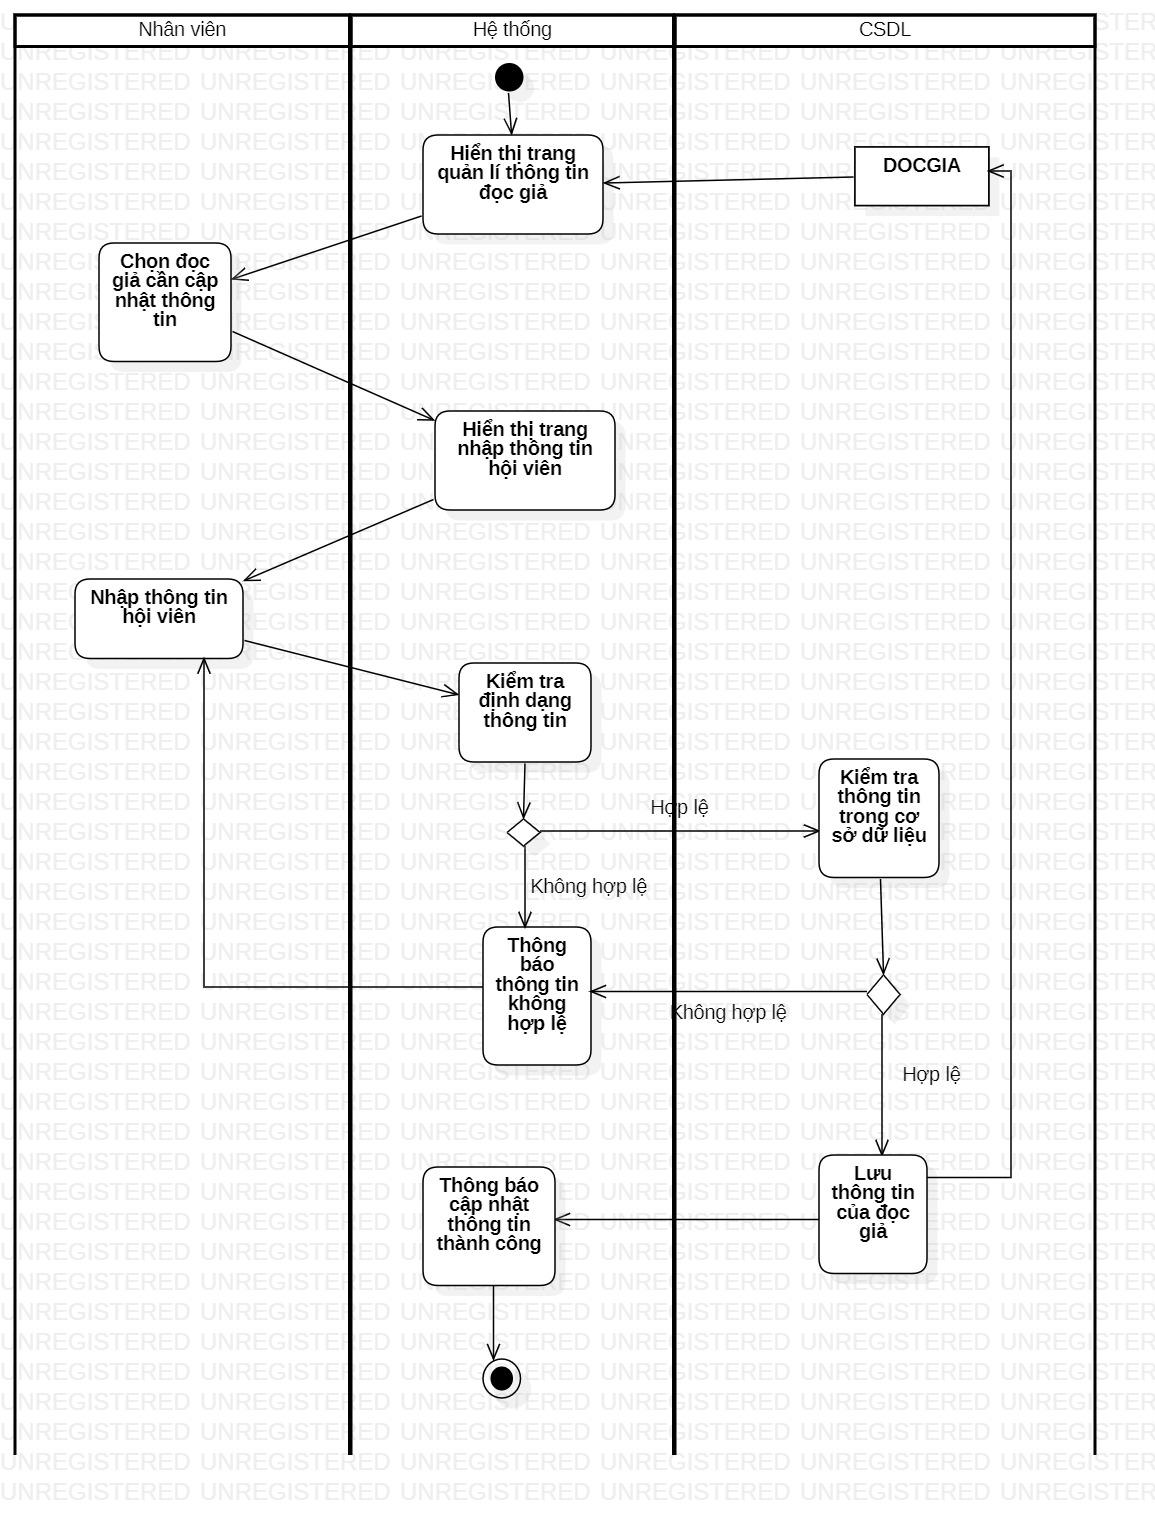 Nhân viên
Hệ thống
CSDL
Hiển thị trang
quản lí thông tin
đọc giả
DOCGIA
Chọn đọc
giả cần cập
nhật thông
tin
Hiển thị trang
nhập thông tin
hội viên
Nhập thông tin
hội viên
Kiểm tra
định dạng
thông tin
Hợp lệ
Kiểm tra
thông tin
trong cơ
sở dữ liệu
Không hợp lệ
Thông
báo
thông tin
không
hợp lệ
Không hợp lệ
Hợp lệ
Lưu
thông tin
của đọc
giả
Thông báo
cập nhật
thông tin
thành công
UNREGISTERED